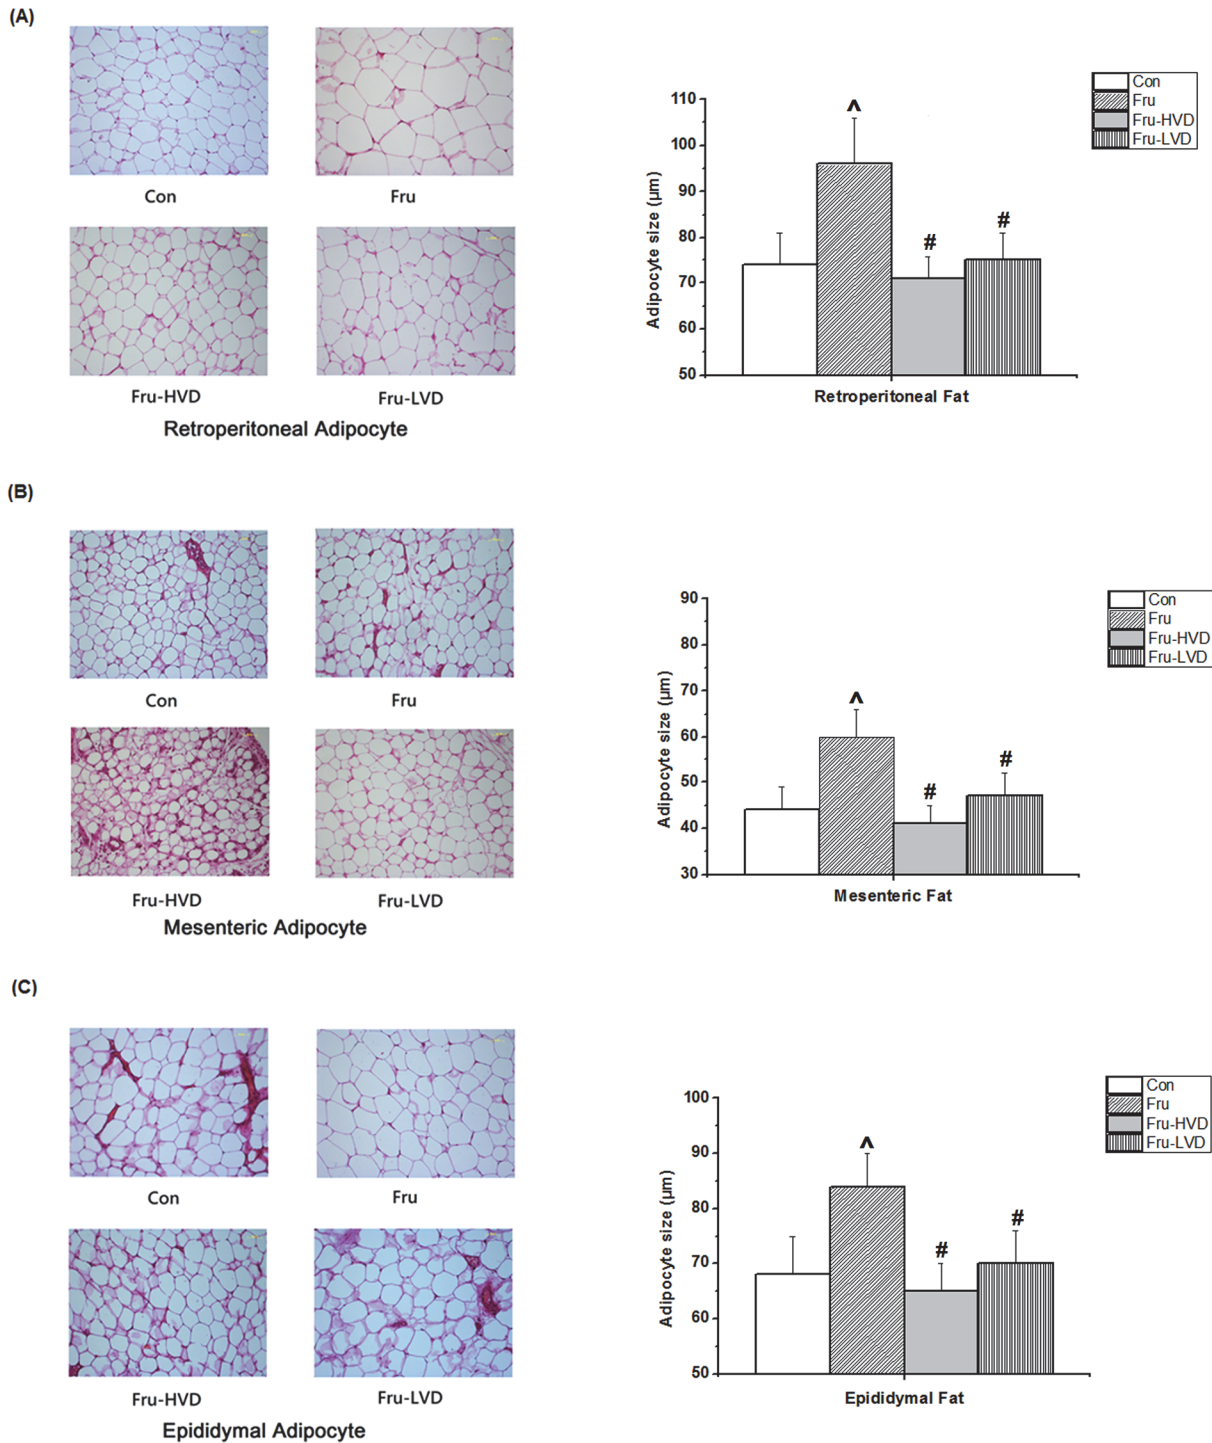 (A)
Con
Fru
Fru-HVD
Fru-LVD
Retroperitoneal Adipocyte
Con
Fru
Fru-HVD
Fru-LVD
Adipocyte size (µm)
110
100
90
80
70
60
50
^
#
#
Retroperitoneal Fat
(B)
Con
Fru
Fru-HVD
Fru-LVD
Mesenteric Adipocyte
Con
Fru
Fru-HVD
Fru-LVD
Adipocyte size (µm)
90
80
70
60
50
40
30
^
#
#
Mesenteric Fat
(C)
Con
Fru
Fru-HVD
Fru-LVD
Epididymal Adipocyte
Con
Fru
Fru-HVD
Fru-LVD
Adipocyte size (µm)
100
90
80
70
60
50
^
#
#
Epididymal Fat